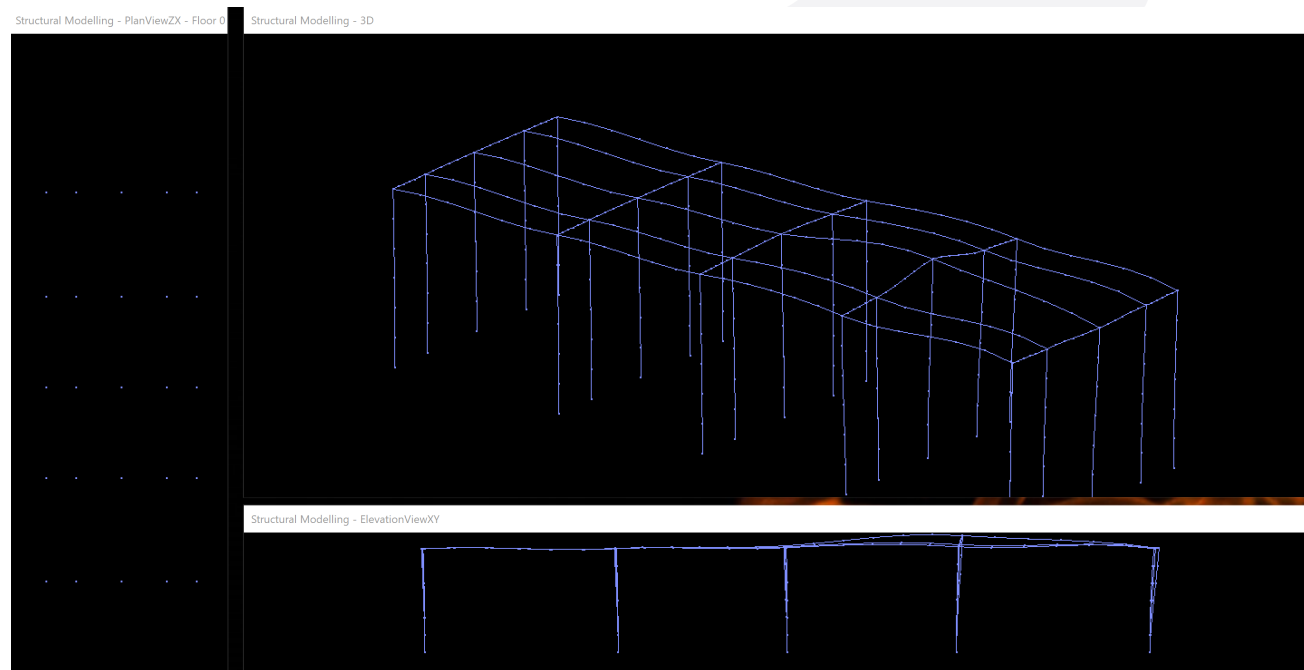 Structural Modelling - PlanViewZX - Floor 0
Structural Modelling - 3D
Structural Modelling - ElevationViewXY